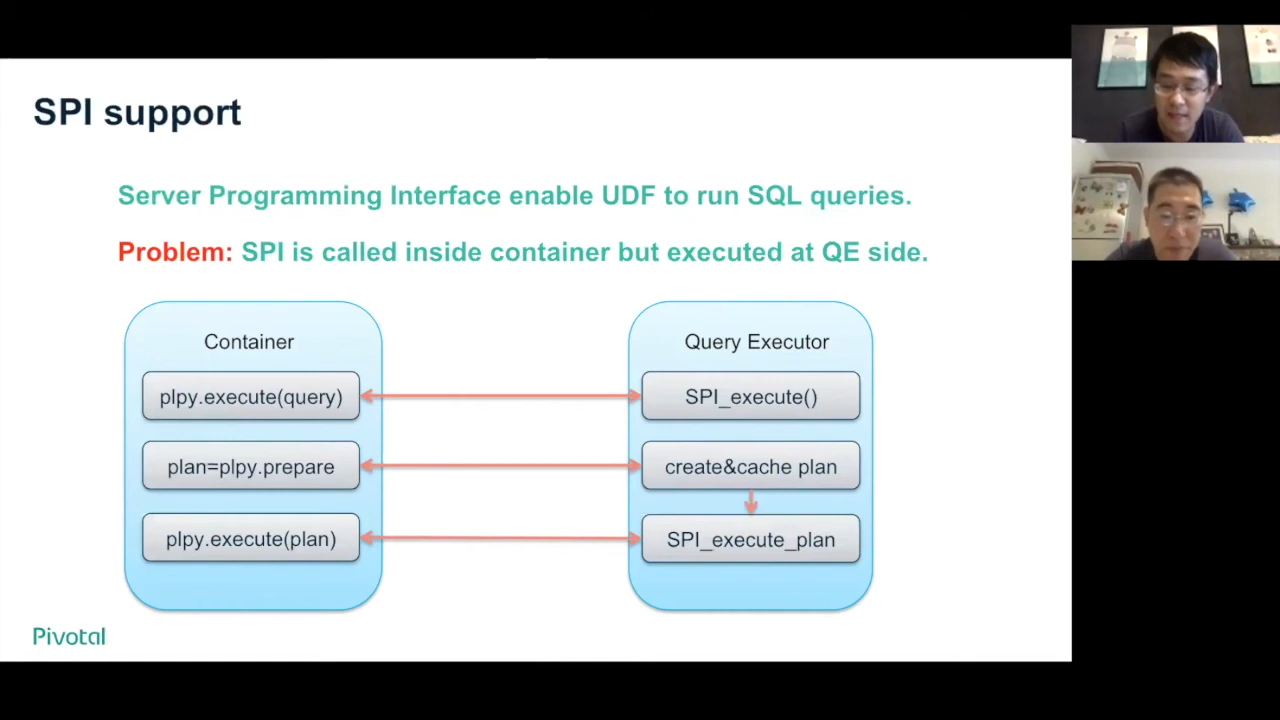 SPI support
Server Programming Interface enable UDF to run SQL queries.
Problem: SPI is called inside container but executed at QE side.
Container
plpy.execute(query)
plan=plpy.prepare
plpy.execute(plan)
Query Executor
SPI_execute()
create&cache plan
SPI_execute_plan
Pivotal